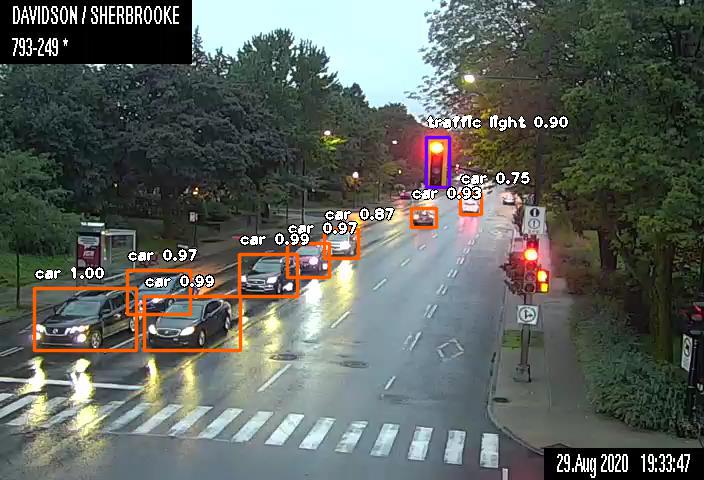 DAVIDSON / SHERBROOKE
793-249 *
traffic light 0.90
car 0.75
car 0.93
car 0.87
car 0.97
car 0.99
car 0.97
car 1.00
car 0.99
29.Aug 2020 19:33:47